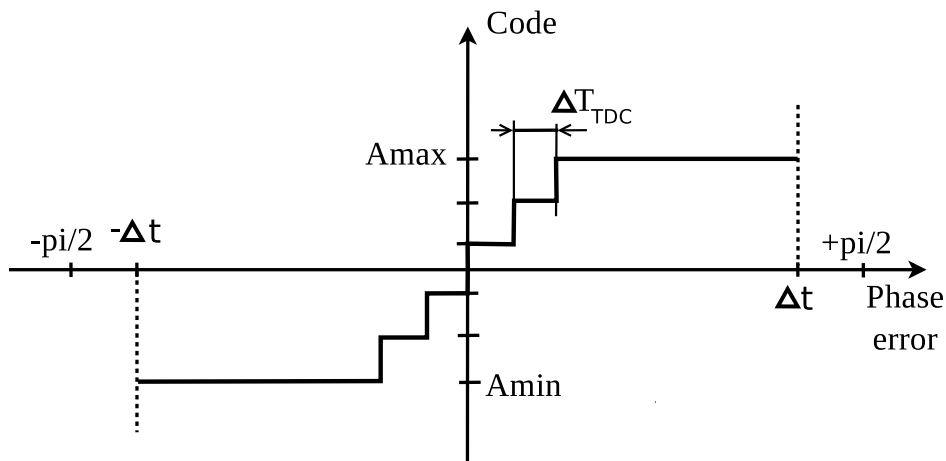 Code
ΔT_TDC
Amax
-Δt
-pi/2
+pi/2
Δt
Phase
error
Amin